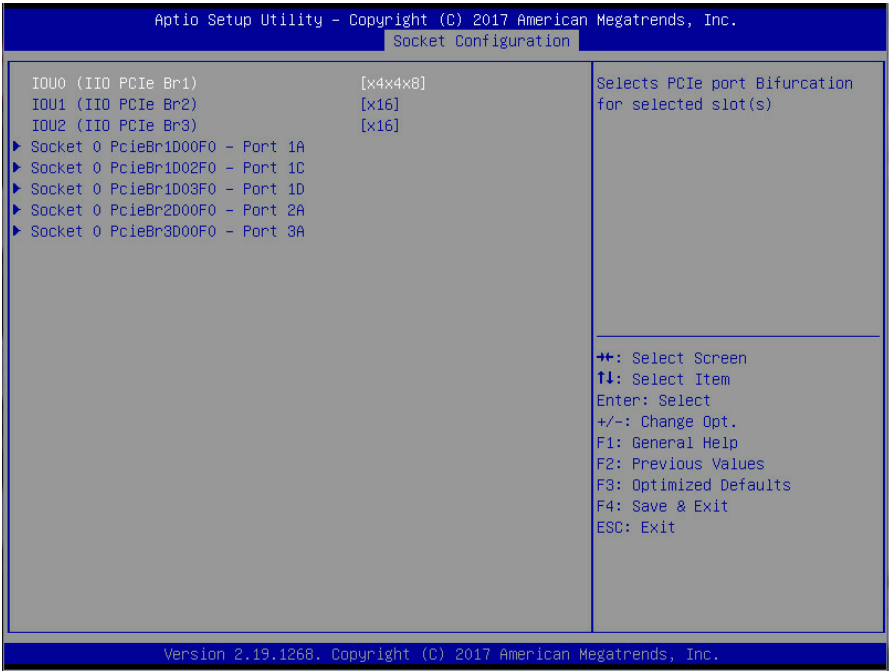 Aptio Setup Utility – Copyright (C) 2017 American Megatrends, Inc.
Socket Configuration
IOU0 (IIO PCIe Br1) [x4x4x8]
IOU1 (IIO PCIe Br2) [x16]
IOU2 (IIO PCIe Br3) [x16]
Socket 0 PcieBr1D00F0 – Port 1A
Socket 0 PcieBr1D02F0 – Port 1C
Socket 0 PcieBr1D03F0 – Port 1D
Socket 0 PcieBr2D00F0 – Port 2A
Socket 0 PcieBr3D00F0 – Port 3A
Selects PCIe port Bifurcation
for selected slot(s)
→←: Select Screen
↑↓: Select Item
Enter: Select
+/-: Change Opt.
F1: General Help
F2: Previous Values
F3: Optimized Defaults
F4: Save & Exit
ESC: Exit
Version 2.19.1268. Copyright (C) 2017 American Megatrends, Inc.